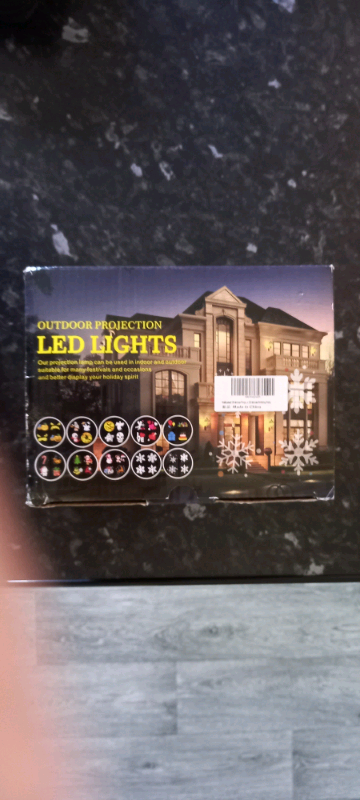 OUTDOOR PROJECTION
LED LIGHTS
Our projection lamp can be used in indoor and outdoor
suitable for many festivals and occasions
and better display your holiday spirit
Made in China